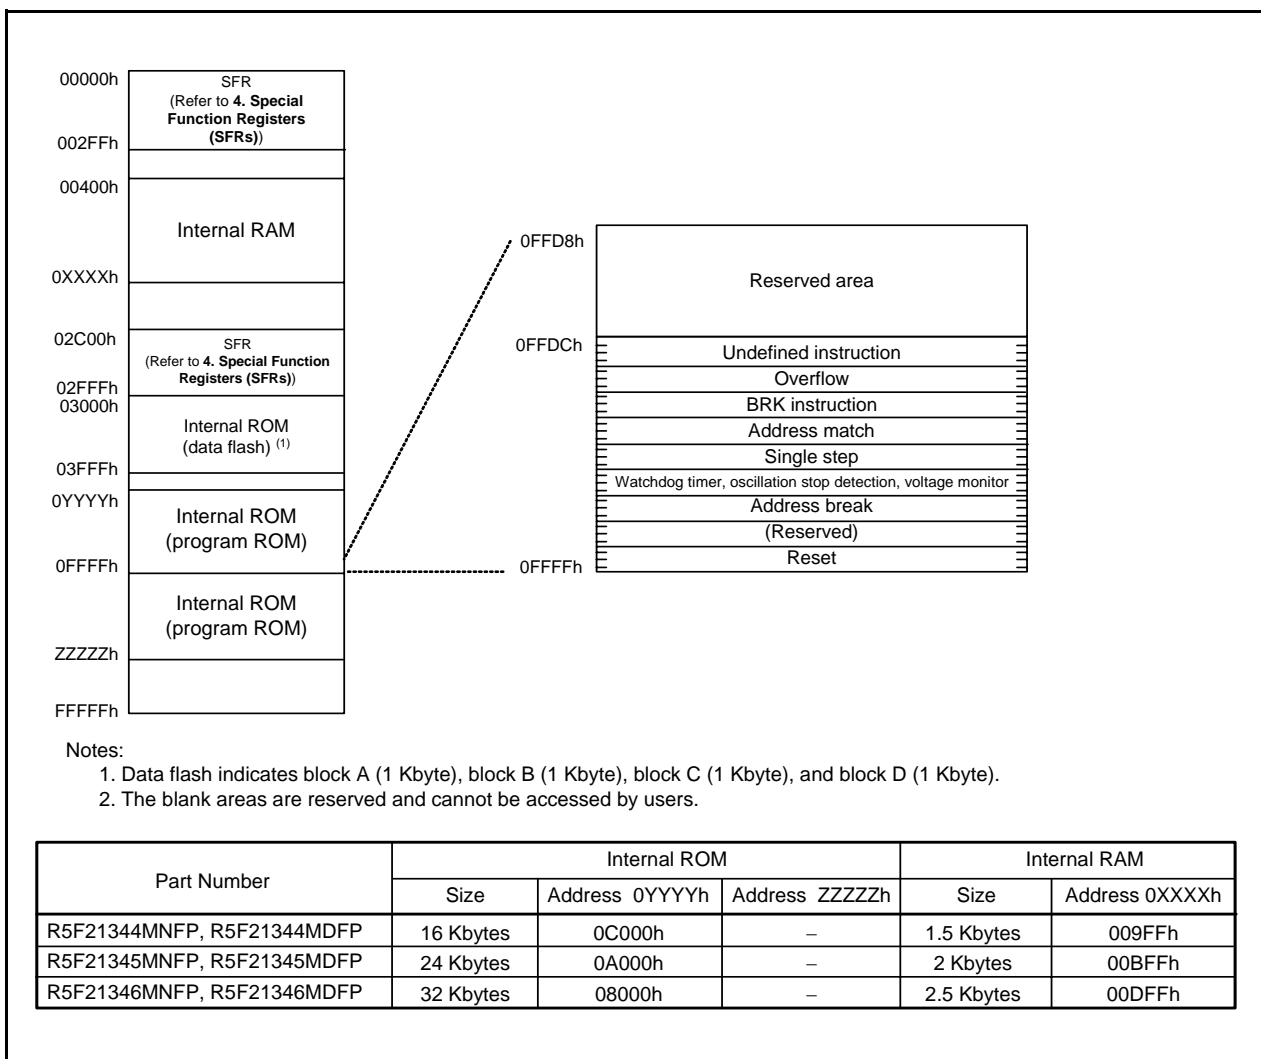 00000h
SFR
(Refer to 4. Special
Function Registers
(SFRs))
002FFh
00400h
Internal RAM
0XXXXh
02C00h
SFR
(Refer to 4. Special Function
Registers (SFRs))
02FFFh
03000h
Internal ROM
(data flash) (1)
03FFFh
0YYYYh
Internal ROM
(program ROM)
0FFFFh
Internal ROM
(program ROM)
ZZZZZh
FFFFFh
0FFD8h
Reserved area
0FFDCh
Undefined instruction
Overflow
BRK instruction
Address match
Single step
Watchdog timer, oscillation stop detection, voltage monitor
Address break
(Reserved)
Reset
0FFFFh
Notes:
1. Data flash indicates block A (1 Kbyte), block B (1 Kbyte), block C (1 Kbyte), and block D (1 Kbyte).
2. The blank areas are reserved and cannot be accessed by users.
Part Number Internal ROM Internal RAM
Size Address 0YYYYh Address ZZZZZh Size Address 0XXXXh
R5F21344MNFP, R5F21344MDFP 16 Kbytes 0C000h – 1.5 Kbytes 009FFh
R5F21345MNFP, R5F21345MDFP 24 Kbytes 0A000h – 2 Kbytes 00BFFh
R5F21346MNFP, R5F21346MDFP 32 Kbytes 08000h – 2.5 Kbytes 00DFFh